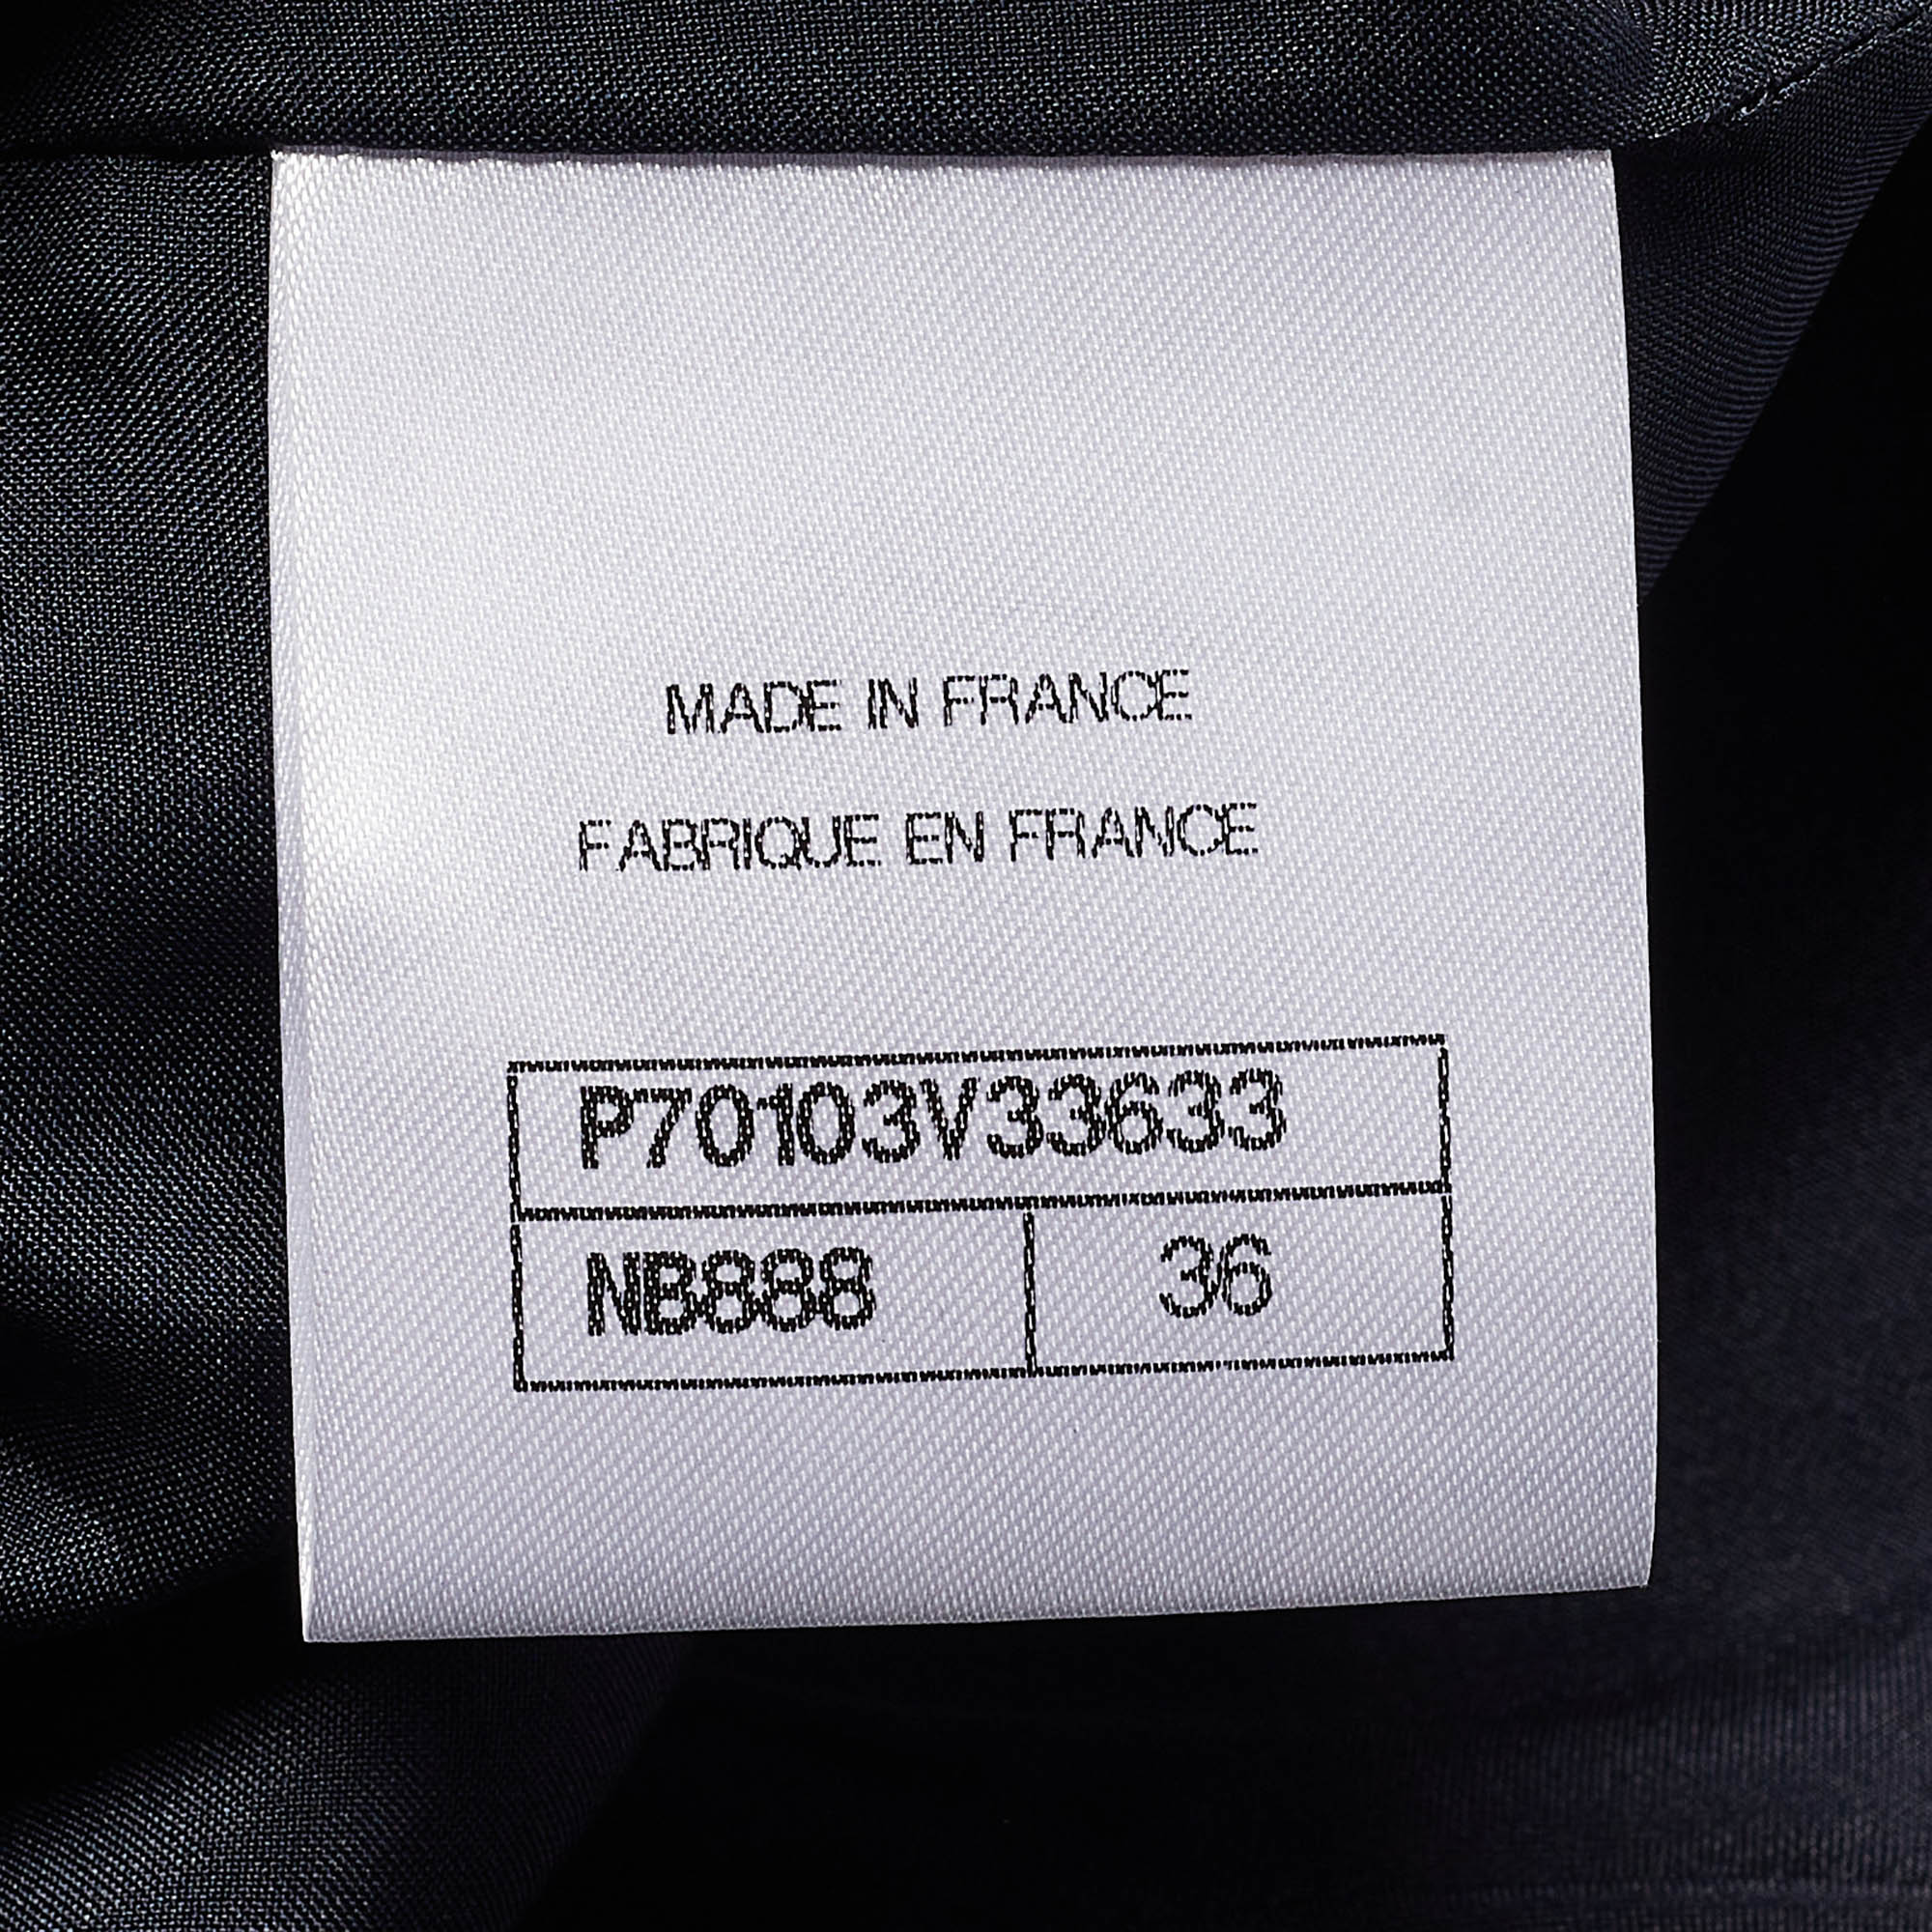 MADE IN FRANCE
FABRIQUE EN FRANCE
P70103V33633
NB888 36